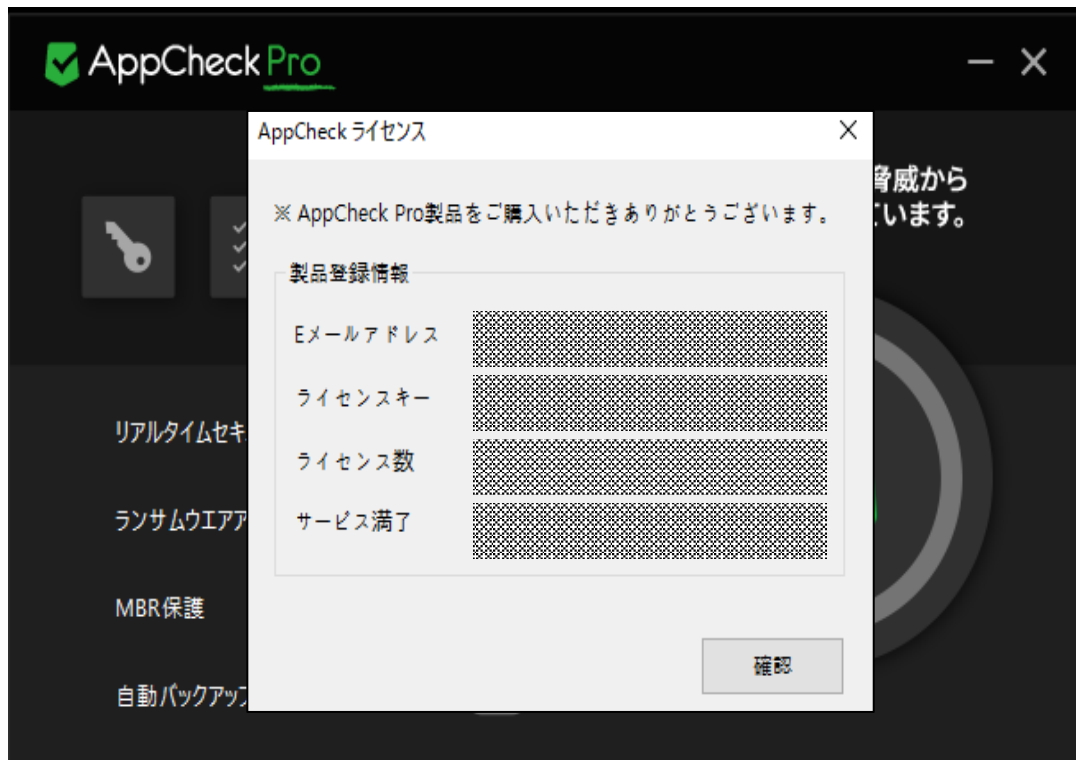 AppCheck Pro
AppCheck ライセンス
脅威から
います。
※ AppCheck Pro製品をご購入いただきありがとうございます。
製品登録情報
Eメールアドレス
ライセンスキー
ライセンス数
サービス満了
確認
リアルタイムセキ
ランサムウエアア
MBR保護
自動バックアップ